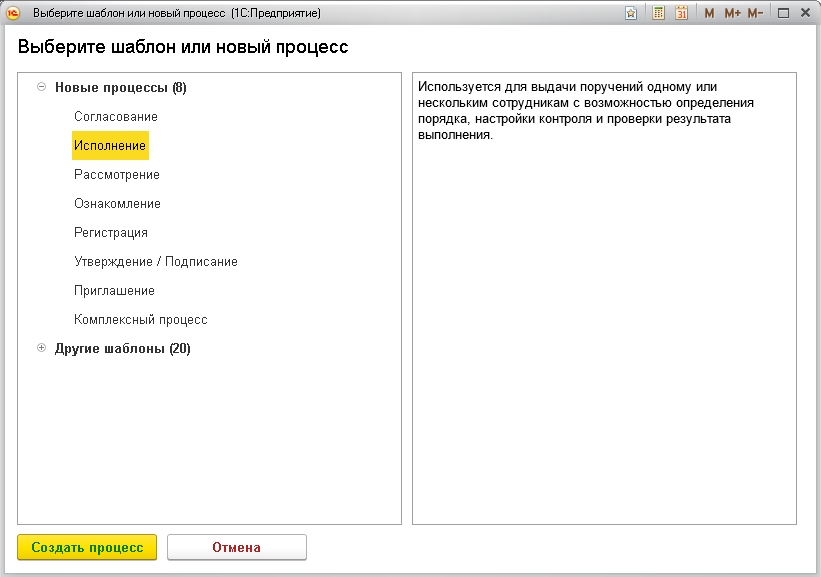 Выберите шаблон или новый процесс (1С:Предприятие)
31 M M+ M-
Выберите шаблон или новый процесс
Новые процессы (8)
Согласование
Исполнение
Рассмотрение
Ознакомление
Регистрация
Утверждение / Подписание
Приглашение
Комплексный процесс
Другие шаблоны (20)
Используется для выдачи поручений одному или
нескольким сотрудникам с возможностью определения
порядка, настройки контроля и проверки результата
выполнения.
Создать процесс
Отмена